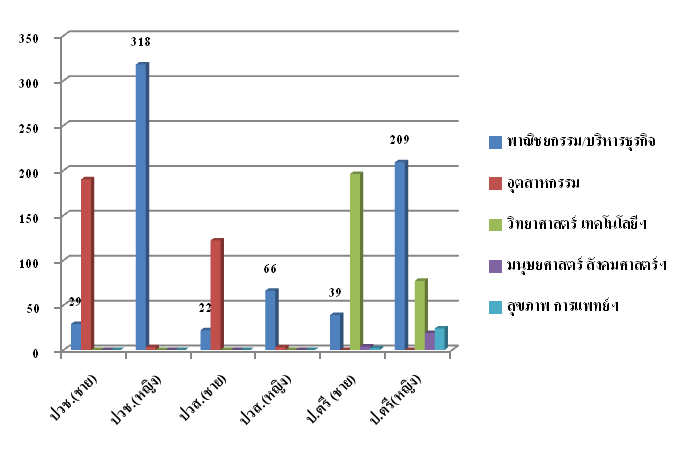 350
300
250
200
150
100
50
0
29
318
22
66
39
209
ปวช.(ชาย)
ปวช.(หญิง)
ปวส.(ชาย)
ปวส.(หญิง)
ป.ตรี (ชาย)
ป.ตรี(หญิง)
พาณิชยกรรม/บริหารธุรกิจ
อุตสาหกรรม
วิทยาศาสตร์ เทคโนโลยีฯ
มนุษยศาสตร์ สังคมศาสตร์ฯ
สุขภาพ การแพทย์ฯ